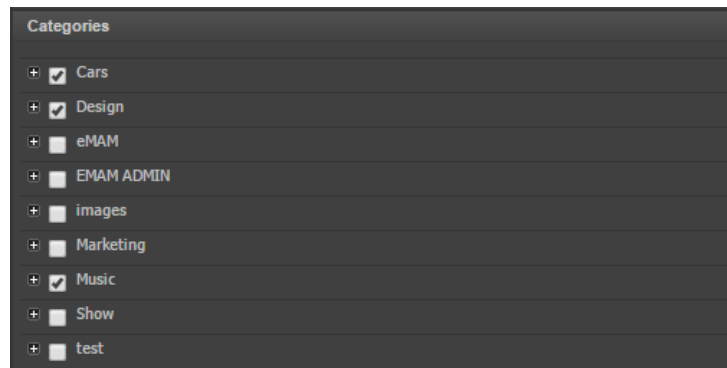 Categories
Cars
Design
eMAM
EMAM ADMIN
images
Marketing
Music
Show
test